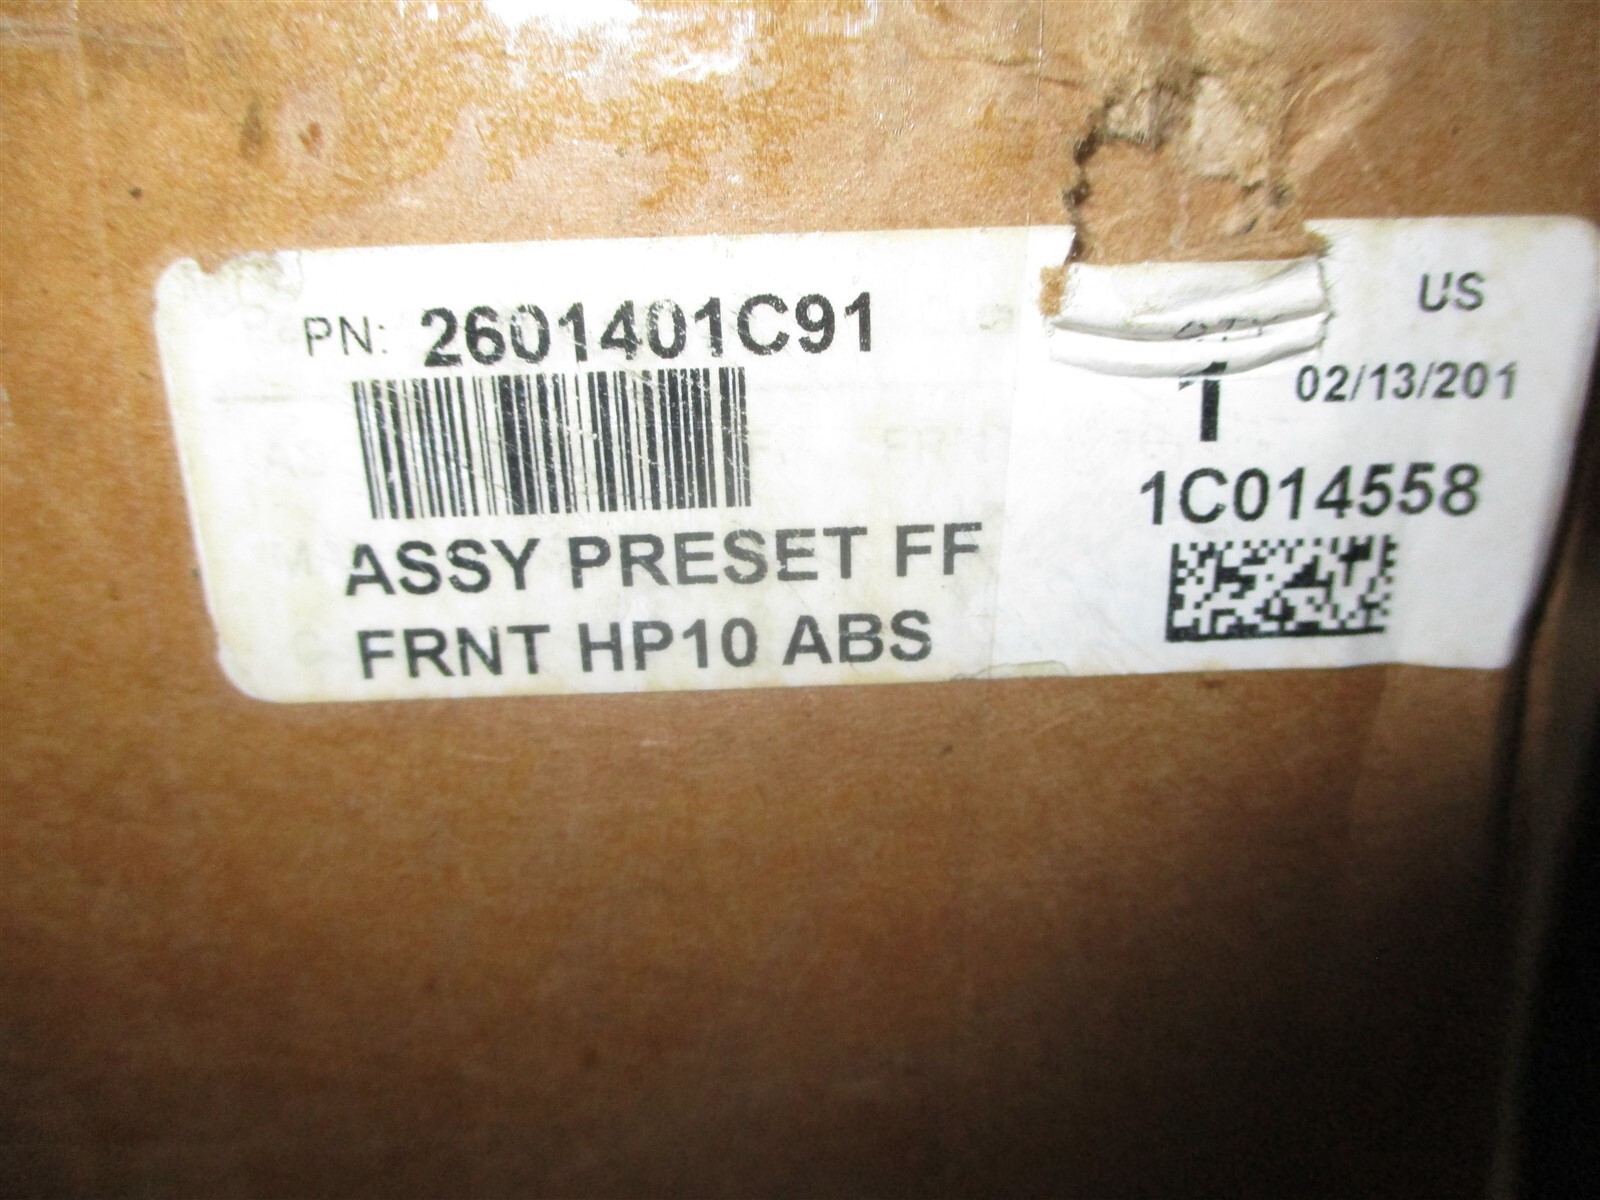 PN: 2601401C91
ASSY PRESET FF
FRNT HP10 ABS
US
1
02/13/201
1C014558